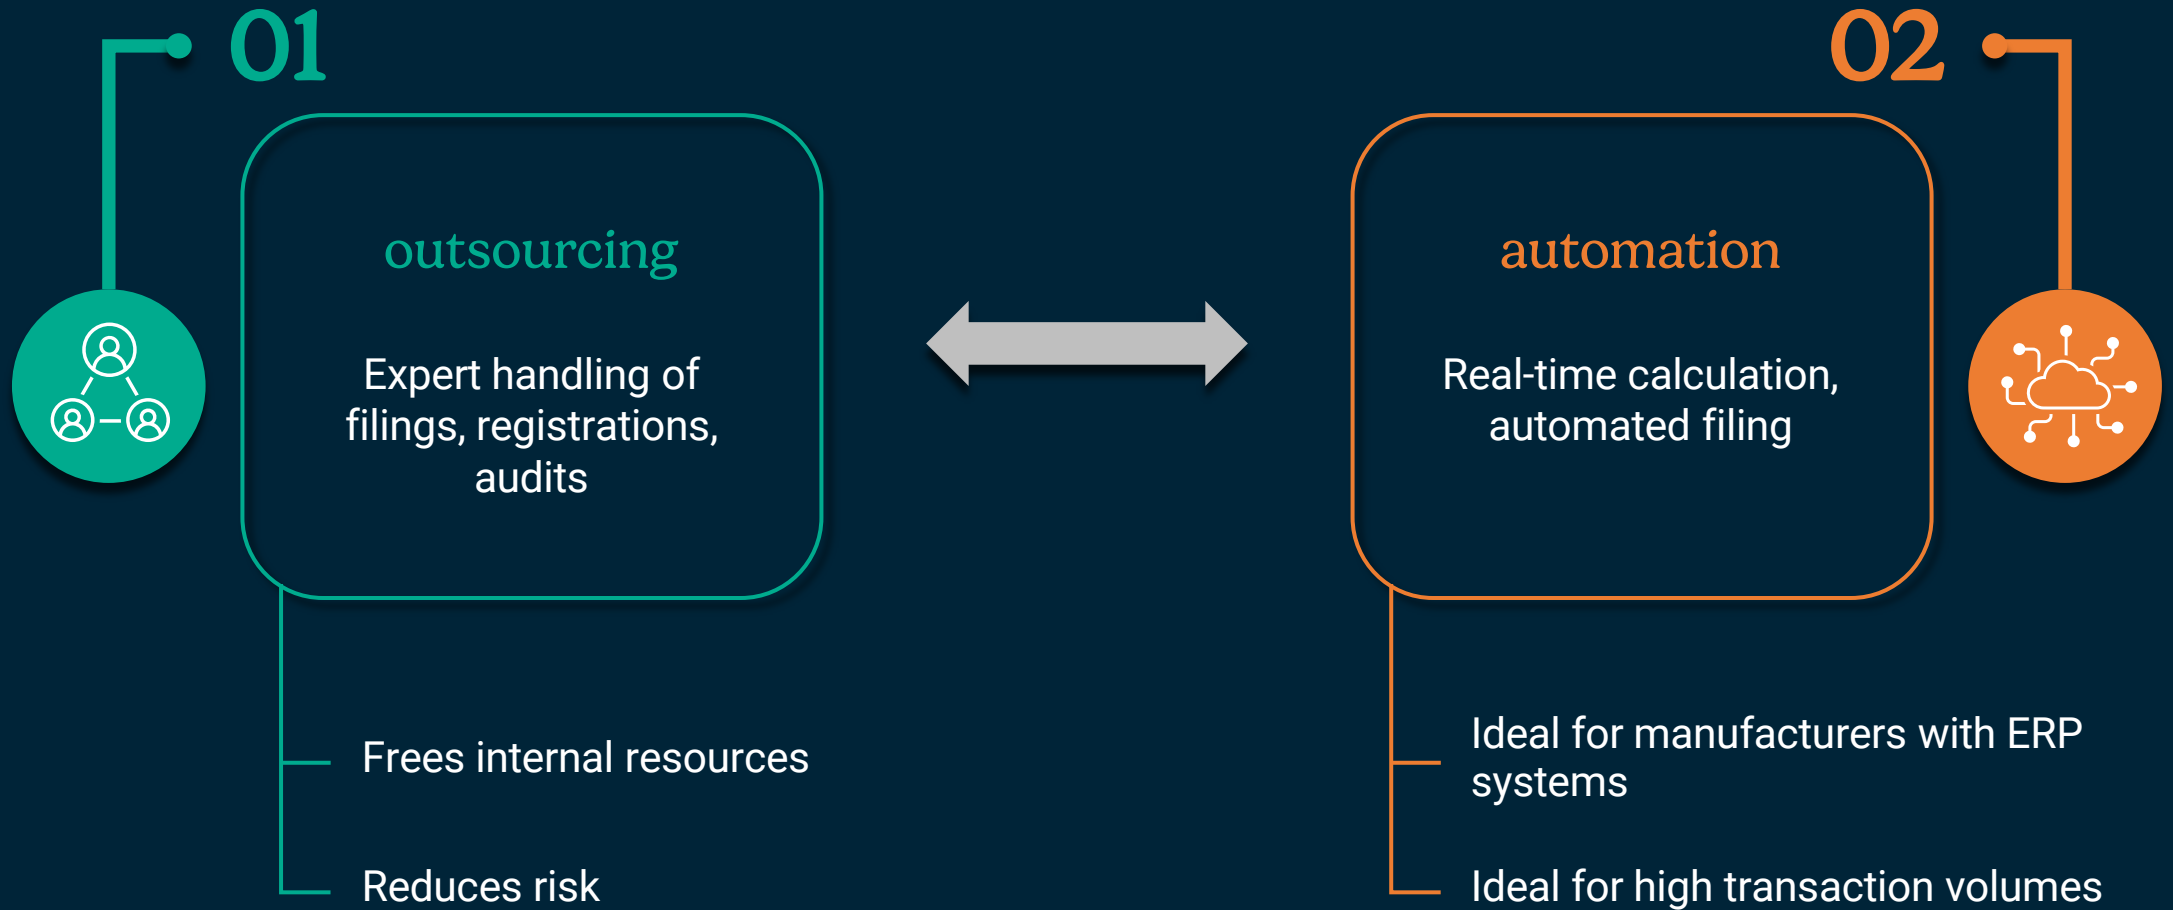 01
outsourcing
Expert handling of
filings, registrations,
audits
Frees internal resources
Reduces risk
02
automation
Real-time calculation,
automated filing
Ideal for manufacturers with ERP
systems
Ideal for high transaction volumes